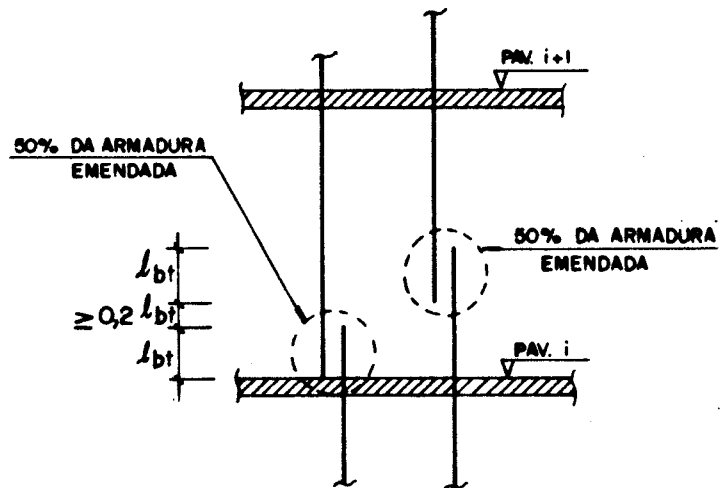 PAV. i+1
50% DA ARMADURA
EMENDADA
50% DA ARMADURA
EMENDADA
ℓbt
≥ 0,2 ℓbt
ℓbt
PAV. i